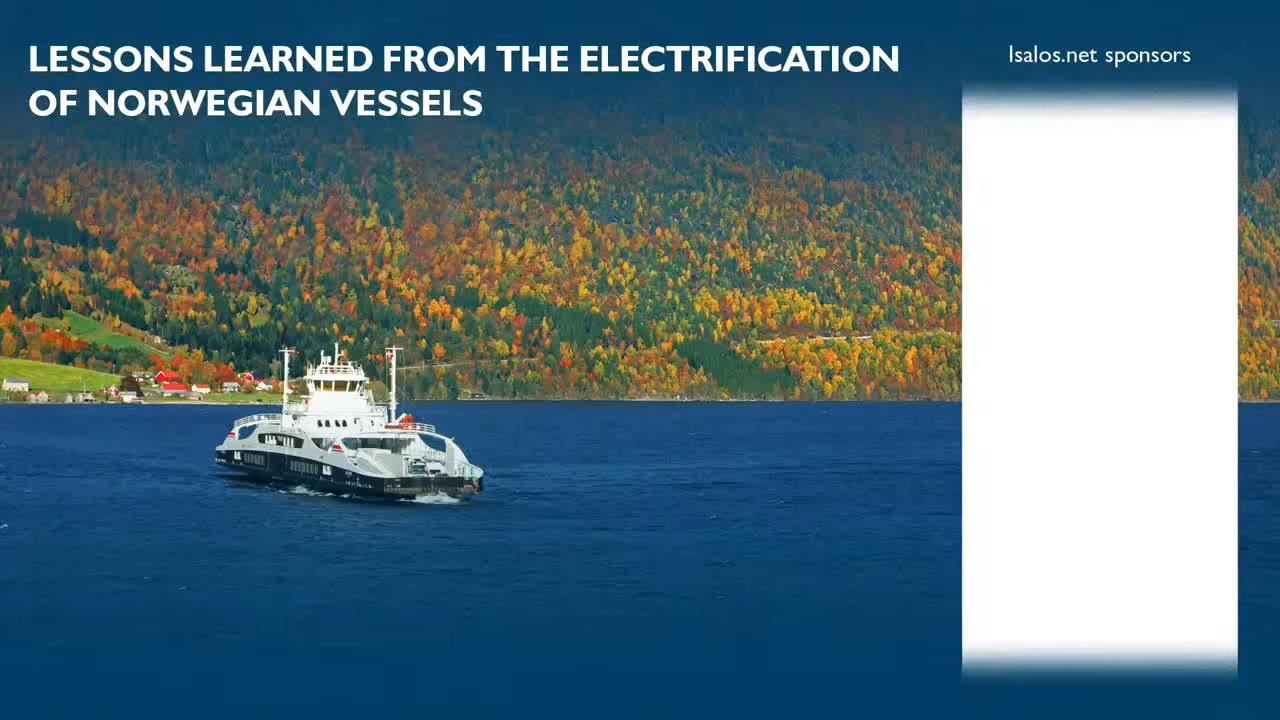 LESSONS LEARNED FROM THE ELECTRIFICATION
OF NORWEGIAN VESSELS
Isalos.net sponsors